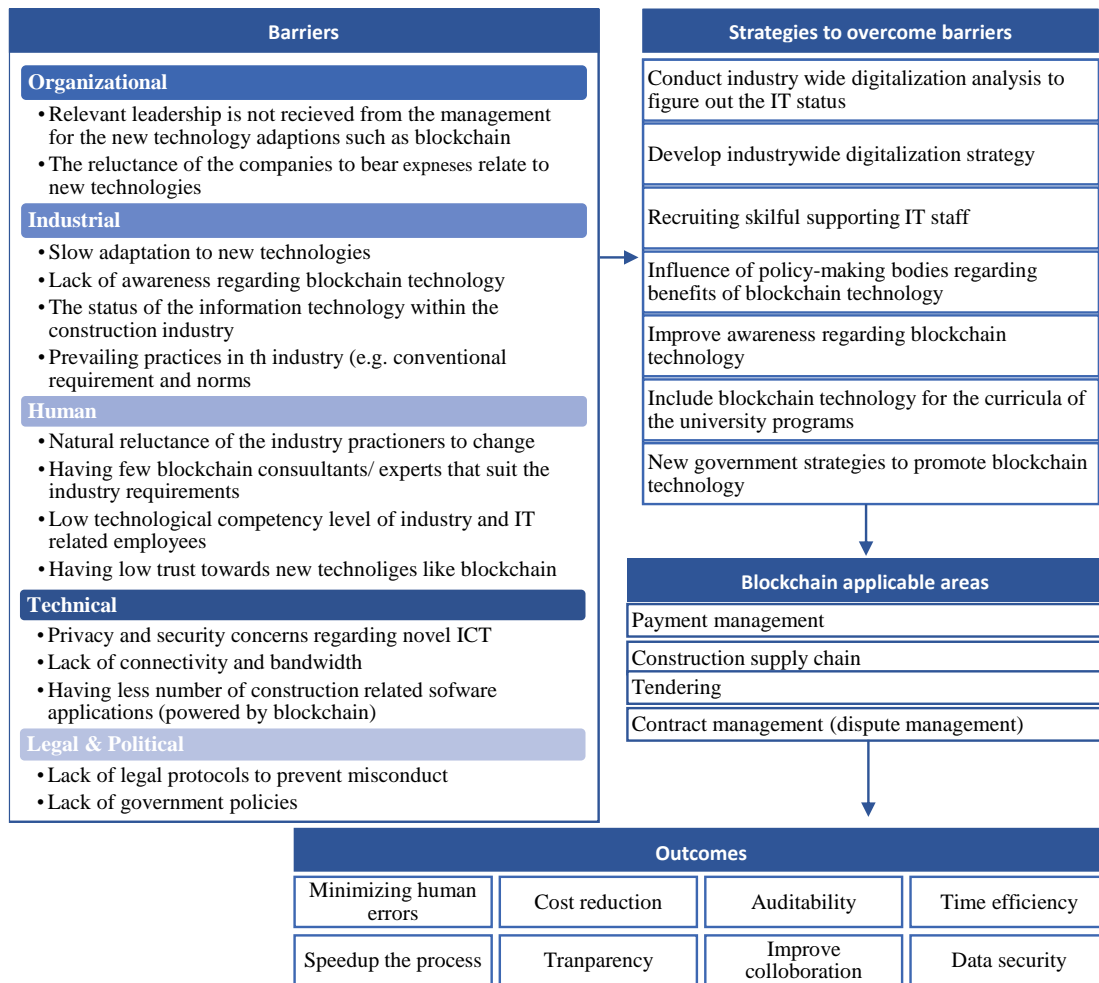 Barriers
Organizational
• Relevant leadership is not recieved from the management
for the new technology adaptions such as blockchain
• The reluctance of the companies to bear expneses relate to
new technologies
Industrial
• Slow adaptation to new technologies
• Lack of awareness regarding blockchain technology
• The status of the information technology within the
construction industry
• Prevailing practices in th industry (e.g. conventional
requirement and norms
Human
• Natural reluctance of the industry practioners to change
• Having few blockchain consuultants/ experts that suit the
industry requirements
• Low technological competency level of industry and IT
related employees
• Having low trust towards new technoliges like blockchain
Technical
• Privacy and security concerns regarding novel ICT
• Lack of connectivity and bandwidth
• Having less number of construction related sofware
applications (powered by blockchain)
Legal & Political
• Lack of legal protocols to prevent misconduct
• Lack of government policies
Strategies to overcome barriers
Conduct industry wide digitalization analysis to
figure out the IT status
Develop industrywide digitalization strategy
Recruiting skilful supporting IT staff
Influence of policy-making bodies regarding
benefits of blockchain technology
Improve awareness regarding blockchain
technology
Include blockchain technology for the curricula of
the university programs
New government strategies to promote blockchain
technology
Blockchain applicable areas
Payment management
Construction supply chain
Tendering
Contract management (dispute management)
Outcomes
Minimizing human
errors
Cost reduction
Auditability
Time efficiency
Speedup the process
Tranparency
Improve
colloboration
Data security